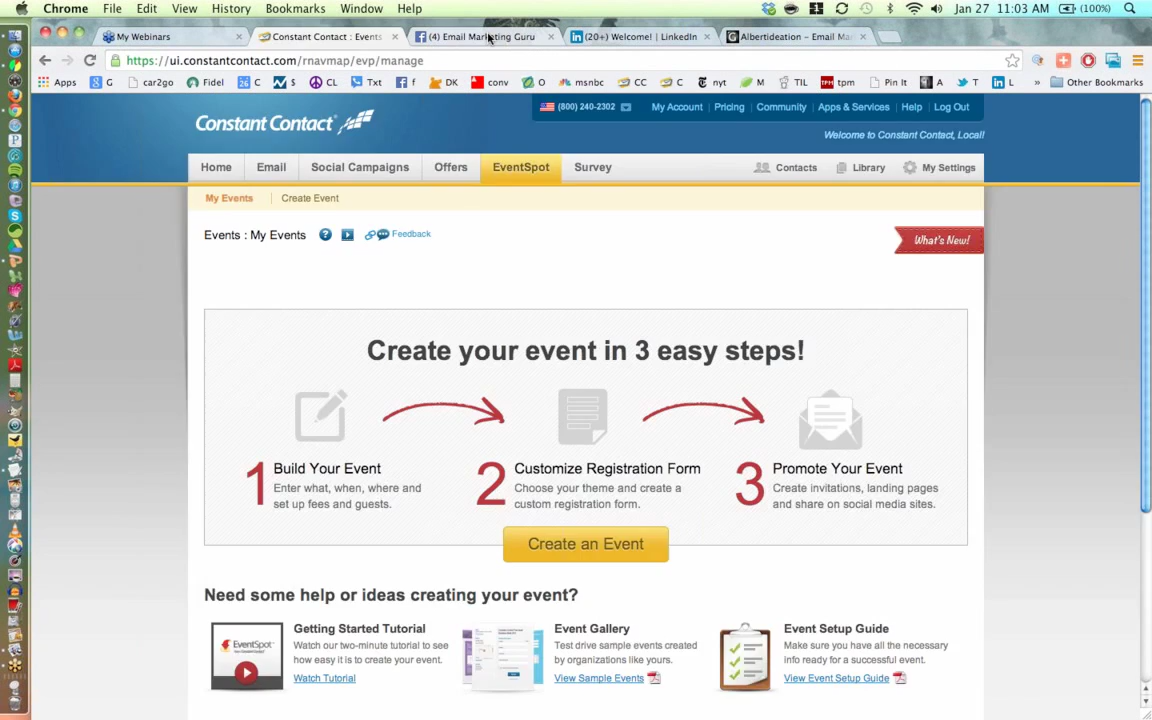 Chrome File Edit View History Bookmarks Window Help Jan 27 11:03 AM (100%)
My Webinars Constant Contact : Events (4) Email Marketing Guru (20+) Welcome! | LinkedIn Albertideation – Email Ma
https://ui.constantcontact.com/rnavmap/evp/manage
Apps G car2go Fidel C S CL Txt f DK conv O msnbc CC C nyt M TIL tpm Pin It A T L » Other Bookmarks
Constant Contact
(800) 240-2302 My Account Pricing Community Apps & Services Help Log Out
Welcome to Constant Contact, Local!
Home Email Social Campaigns Offers EventSpot Survey Contacts Library My Settings
My Events Create Event
Events : My Events ? Feedback
What's New!
Create your event in 3 easy steps!
1 Build Your Event
Enter what, when, where and
set up fees and guests.
2 Customize Registration Form
Choose your theme and create a
custom registration form.
3 Promote Your Event
Create invitations, landing pages
and share on social media sites.
Create an Event
Need some help or ideas creating your event?
EventSpot
Getting Started Tutorial
Watch our two-minute tutorial to see
how easy it is to create your event.
Watch Tutorial
Event Gallery
Test drive sample events created
by organizations like yours.
View Sample Events
Event Setup Guide
Make sure you have all the necessary
info ready for a successful event.
View Event Setup Guide